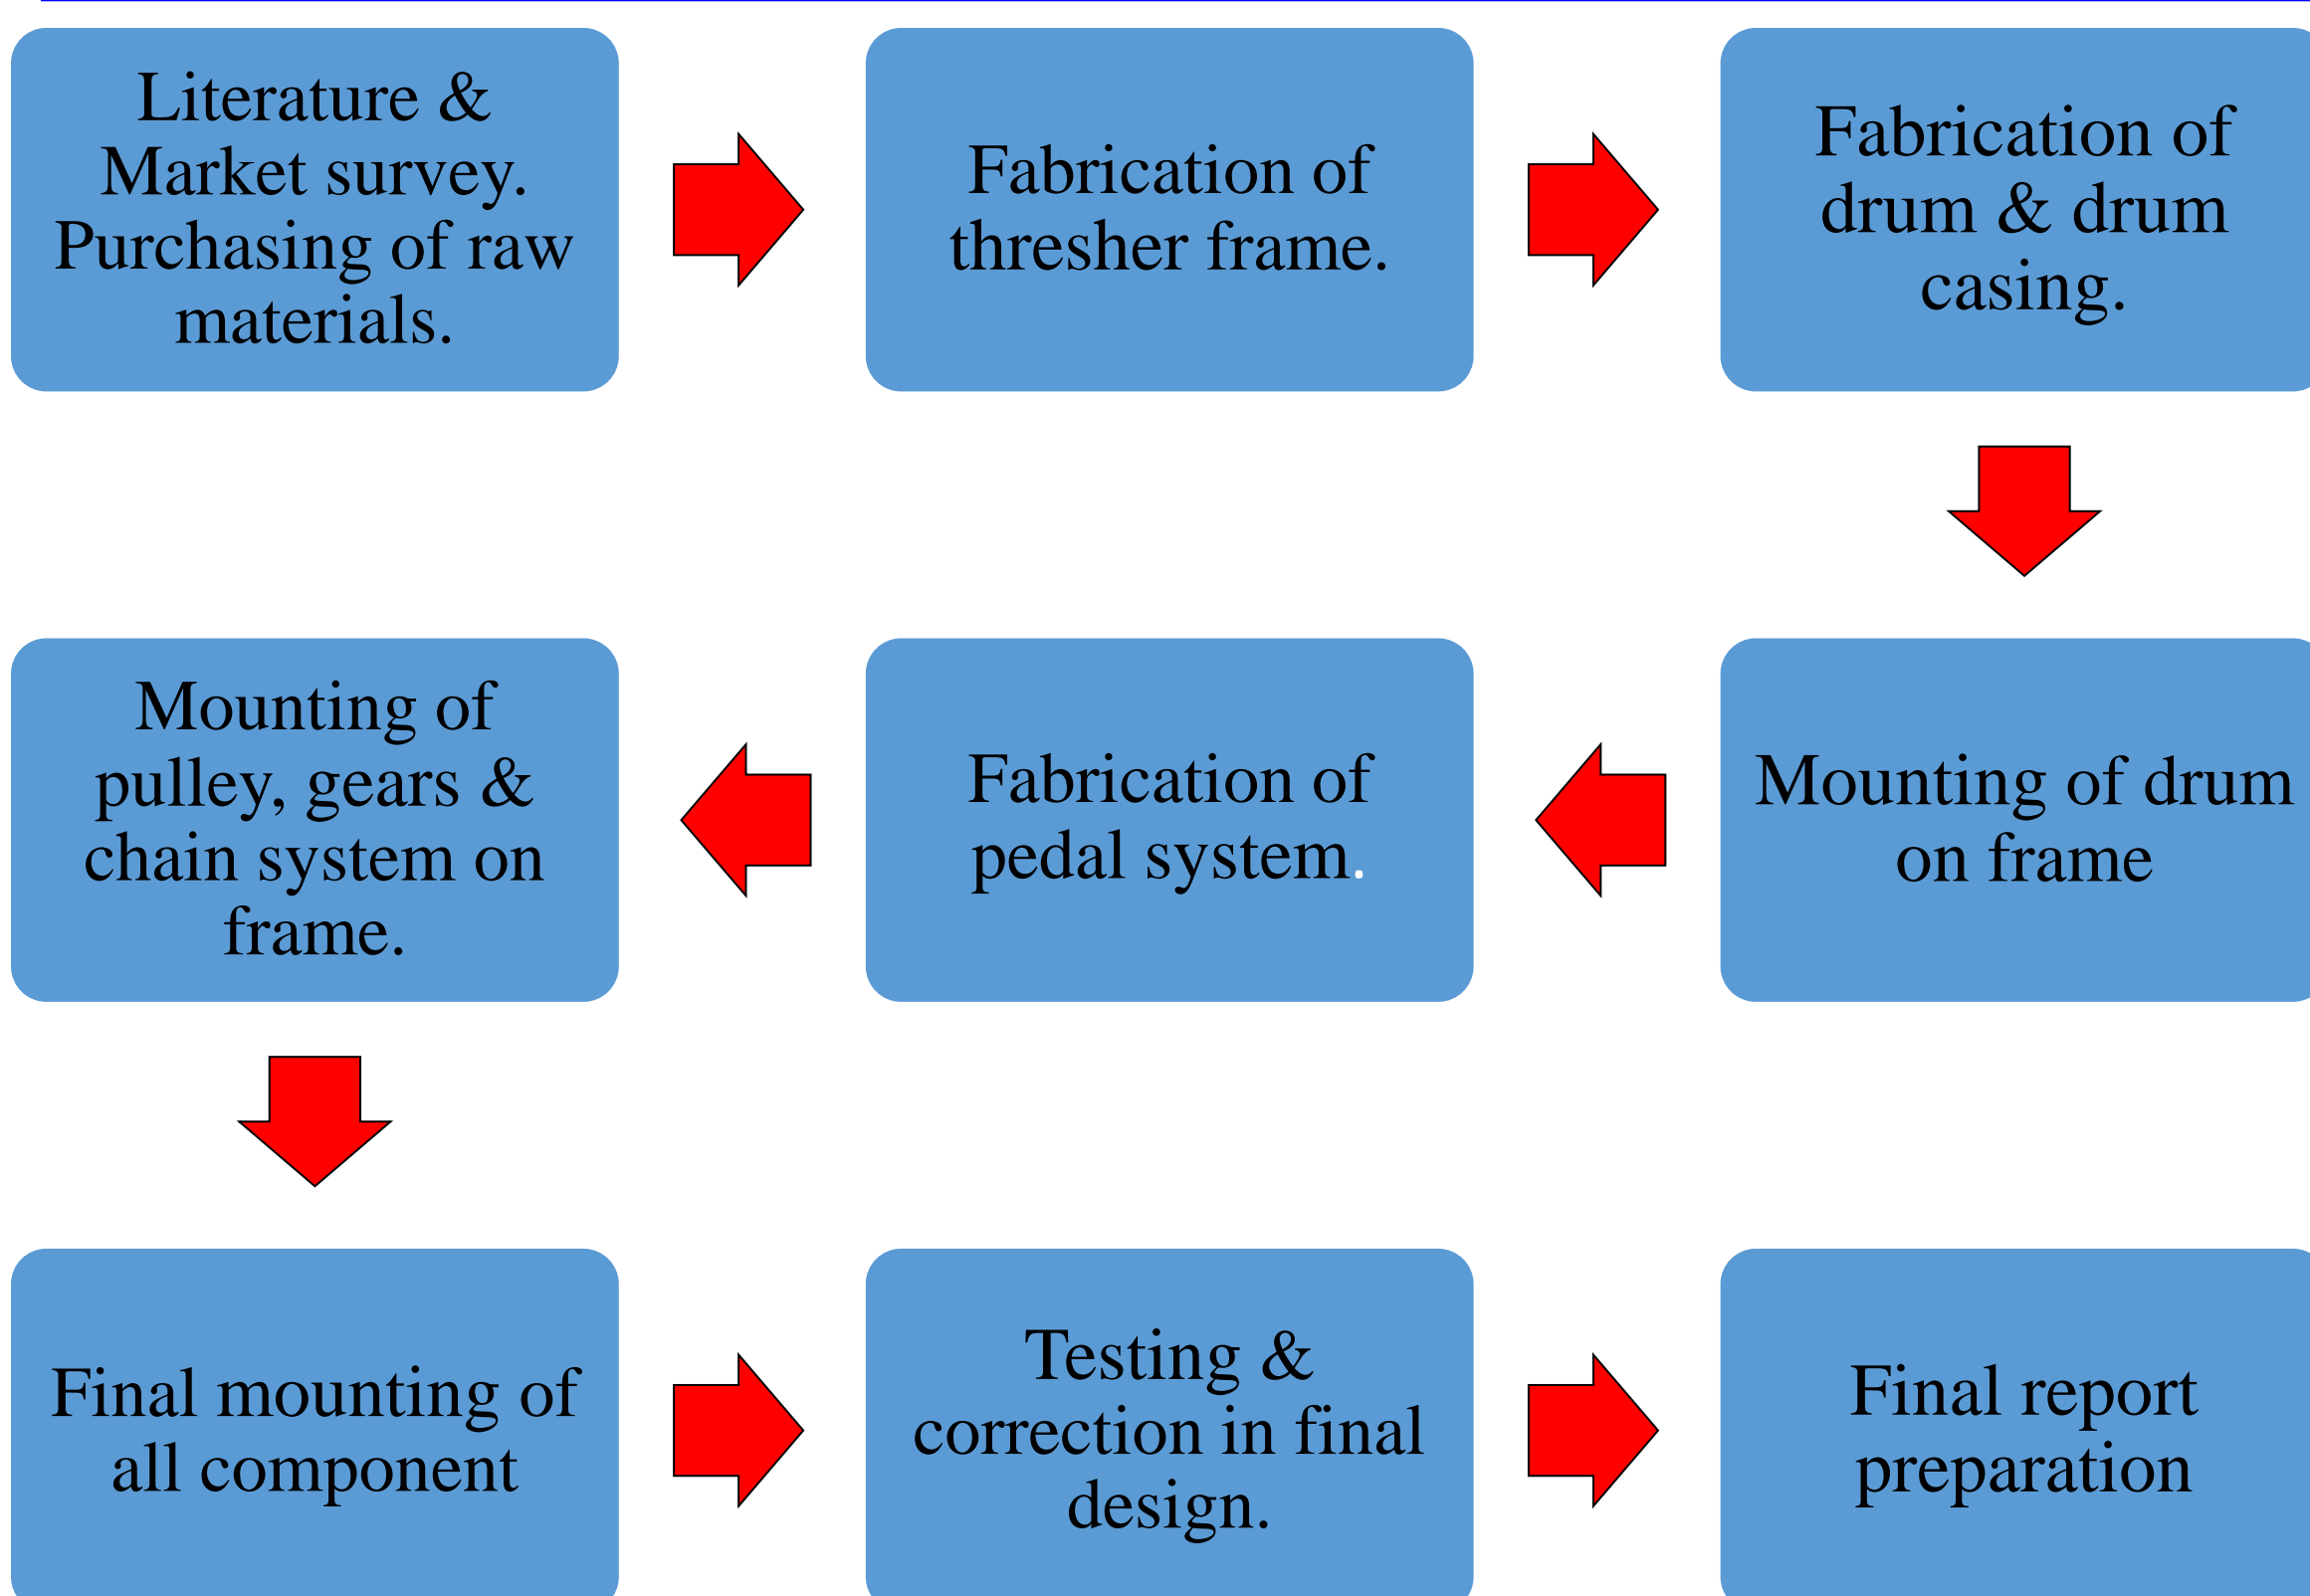 Literature &
Market survey.
Purchasing of raw
materials.
Fabrication of
thresher frame.
Fabrication of
drum & drum
casing.
Mounting of drum
on frame
Fabrication of
pedal system.
Mounting of
pulley, gears &
chain system on
frame.
Final mounting of
all component
Testing &
correction in final
design.
Final report
preparation